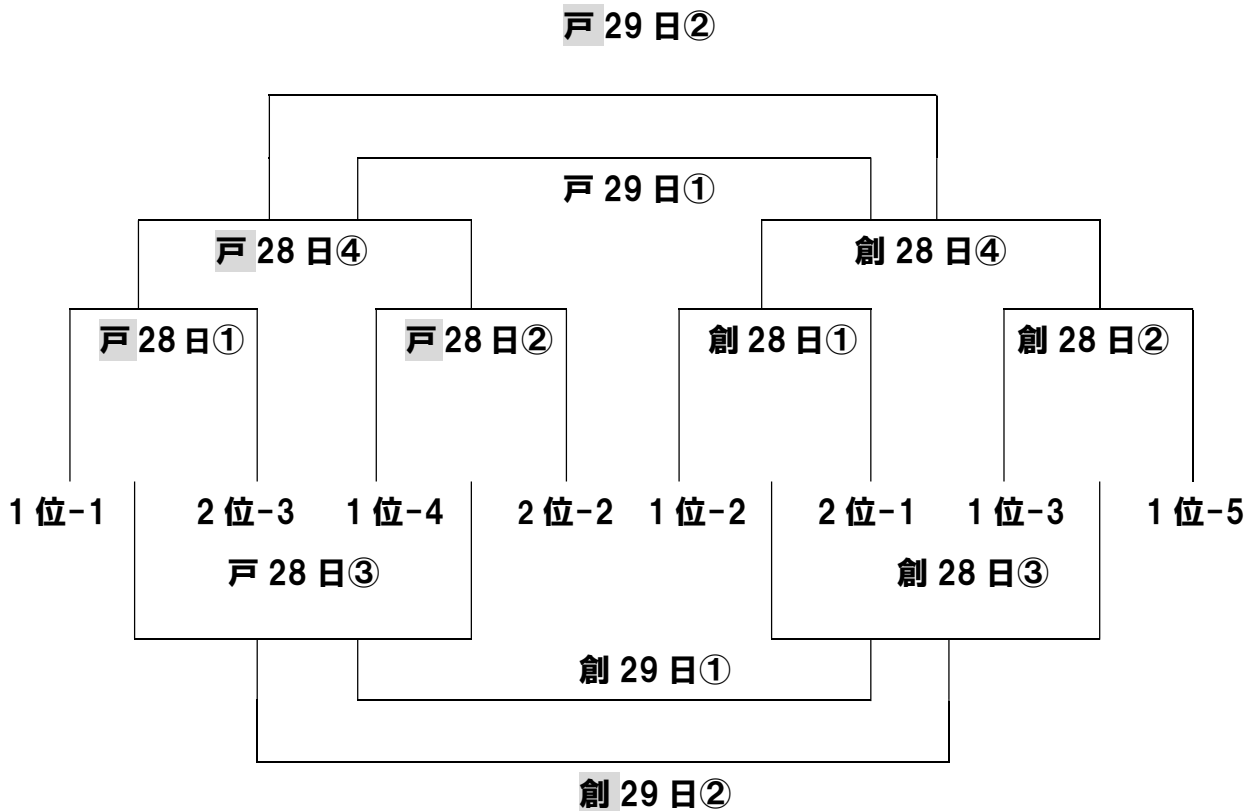 戸 29 日②
戸 29 日①
戸 28 日④ 創 28 日④
戸 28 日① 戸 28 日② 創 28 日① 創 28 日②
1 位-1 2 位-3 1 位-4 2 位-2 1 位-2 2 位-1 1 位-3 1 位-5
戸 28 日③ 創 28 日③
創 29 日①
創 29 日②